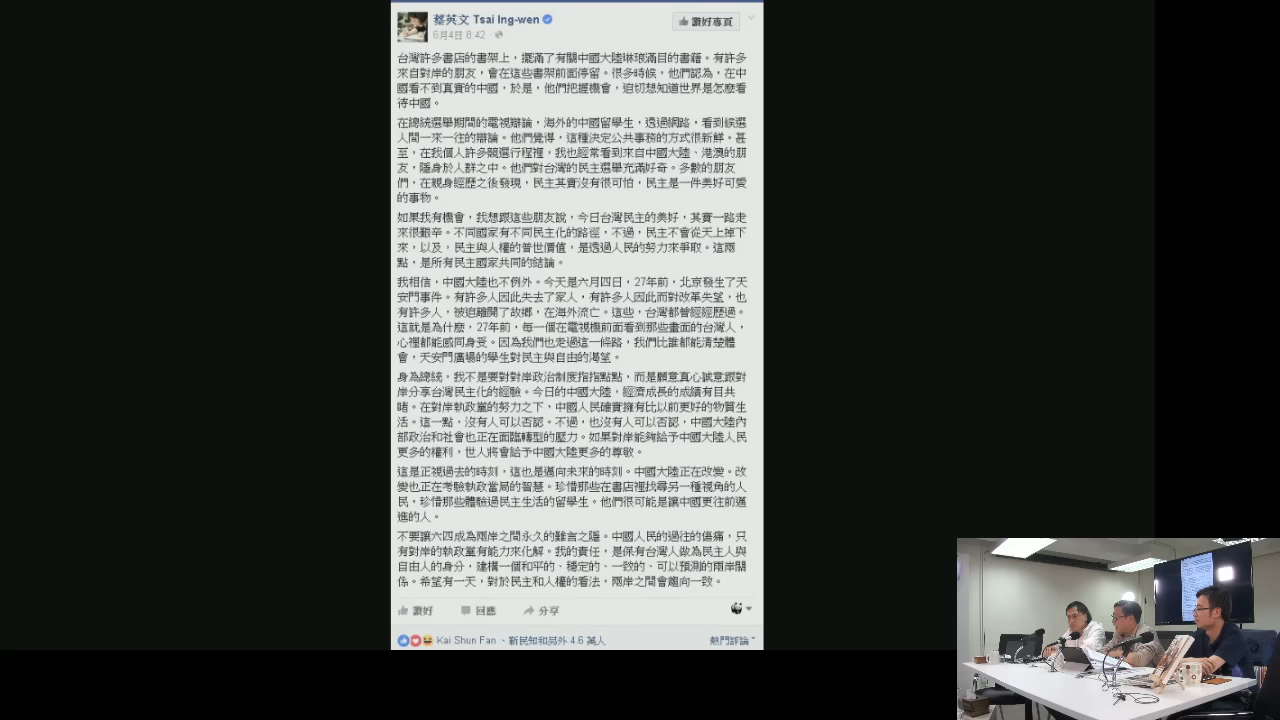 蔡英文 Tsai Ing-wen
讚好專頁
6月4日 8:42
台灣許多書店的書架上，擺滿了有關中國大陸琳琅滿目的書籍。有許多
來自對岸的朋友，會在這些書架前面停留。很多時候，他們認為，在中
國看不到真實的中國，於是，他們把握機會，迫切想知道世界是怎麼看
待中國。
在總統選舉期間的電視辯論，海外的中國留學生，透過網路，看到候選
人間一來一往的辯論。他們覺得，這種決定公共事務的方式很新鮮。甚
至，在我個人許多競選行程裡，我也經常看到來自中國大陸、港澳的朋
友，隱身於人群之中。他們對台灣的民主選舉充滿好奇。多數的朋友
們，在親身經歷之後發現，民主其實沒有很可怕，民主是一件美好可愛
的事物。
如果我有機會，我想跟這些朋友說，今日台灣民主的美好，其實一路走
來很艱辛。不同國家有不同民主化的路徑，不過，民主不會從天上掉下
來，以及，民主與人權的普世價值，是透過人民的努力來爭取。這兩
點，是所有民主國家共同的結論。
我相信，中國大陸也不例外。今天是六月四日，27年前，北京發生了天
安門事件。有許多人因此失去了家人，有許多人因此而對改革失望，也
有許多人，被迫離開了故鄉，在海外流亡。這些，台灣都曾經經歷過。
這就是為什麼，27年前，每一個在電視機前面看到那些畫面的台灣人，
心裡都能感同身受。因為我們也走過這一條路，我們比誰都能清楚體
會，天安門廣場的學生對民主與自由的渴望。
身為總統，我不是要對對岸政治制度指指點點，而是願意真心誠意跟對
岸分享台灣民主化的經驗。今日的中國大陸，經濟成長的成績有目共
睹。在對岸執政黨的努力之下，中國人民確實擁有比以前更好的物質生
活。這一點，沒有人可以否認。不過，也沒有人可以否認，中國大陸內
部政治和社會也正在面臨轉型的壓力。如果對岸能夠給予中國大陸人民
更多的權利，世人將會給予中國大陸更多的尊敬。
這是正視過去的時刻，這也是邁向未來的時刻。中國大陸正在改變。改
變也正在考驗執政當局的智慧。珍惜那些在書店裡找尋另一種視角的人
民，珍惜那些體驗過民主生活的留學生。他們很可能是讓中國更往前邁
進的人。
不要讓六四成為兩岸之間永久的難言之隱。中國人民的過往的傷痛，只
有對岸的執政黨有能力來化解。我的責任，是保有台灣人做為民主人與
自由人的身分，建構一個和平的、穩定的、一致的、可以預測的兩岸關
係。希望有一天，對於民主和人權的看法，兩岸之間會趨向一致。
讚好 回應 分享
Kai Shun Fan、新民知和另外 4.6 萬人
熱門評論